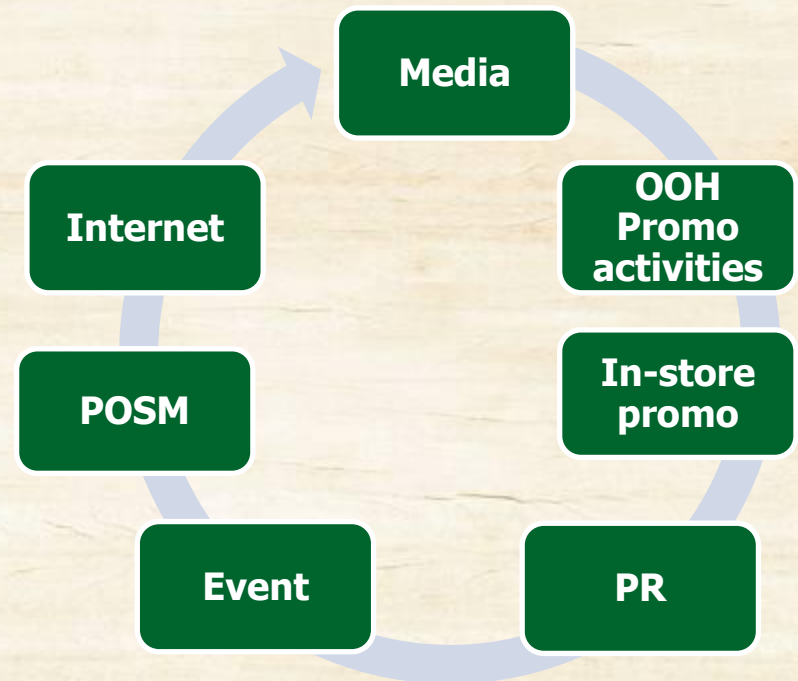 Media
OOH
Promo
activities
In-store
promo
PR
Event
POSM
Internet